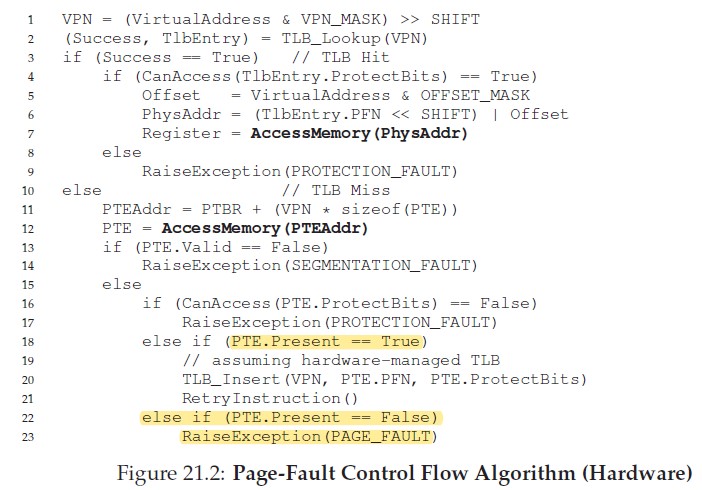 1 VPN = (VirtualAddress & VPN_MASK) >> SHIFT
2 (Success, TlbEntry) = TLB_Lookup(VPN)
3 if (Success == True) // TLB Hit
4 if (CanAccess(TlbEntry.ProtectBits) == True)
5 Offset = VirtualAddress & OFFSET_MASK
6 PhysAddr = (TlbEntry.PFN << SHIFT) | Offset
7 Register = AccessMemory(PhysAddr)
8 else
9 RaiseException(PROTECTION_FAULT)
10 else // TLB Miss
11 PTEAddr = PTBR + (VPN * sizeof(PTE))
12 PTE = AccessMemory(PTEAddr)
13 if (PTE.Valid == False)
14 RaiseException(SEGMENTATION_FAULT)
15 else
16 if (CanAccess(PTE.ProtectBits) == False)
17 RaiseException(PROTECTION_FAULT)
18 else if (PTE.Present == True)
19 // assuming hardware-managed TLB
20 TLB_Insert(VPN, PTE.PFN, PTE.ProtectBits)
21 RetryInstruction()
22 else if (PTE.Present == False)
23 RaiseException(PAGE_FAULT)
Figure 21.2: Page-Fault Control Flow Algorithm (Hardware)